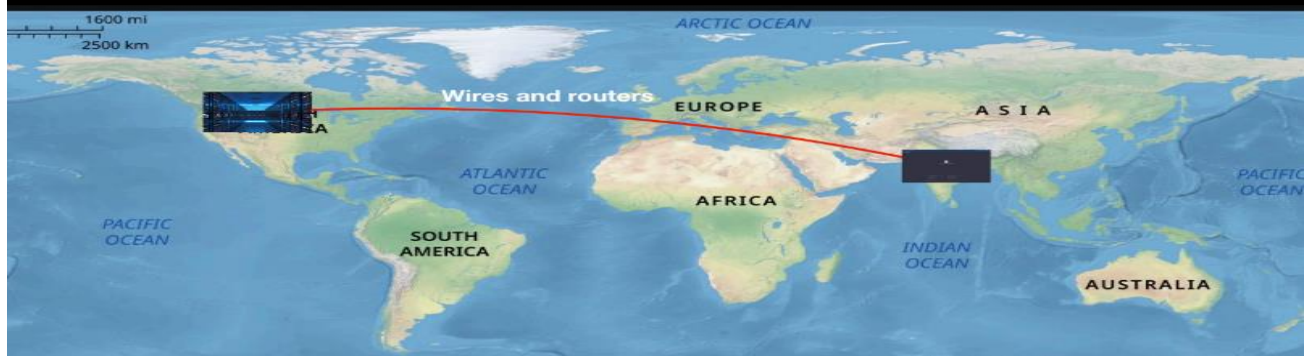 1600 mi
2500 km
ARCTIC OCEAN
Wires and routers
EUROPE
ASIA
ATLANTIC
OCEAN
PACIFIC
OCEAN
AFRICA
PACIFIC
OCEAN
SOUTH
AMERICA
INDIAN
OCEAN
AUSTRALIA